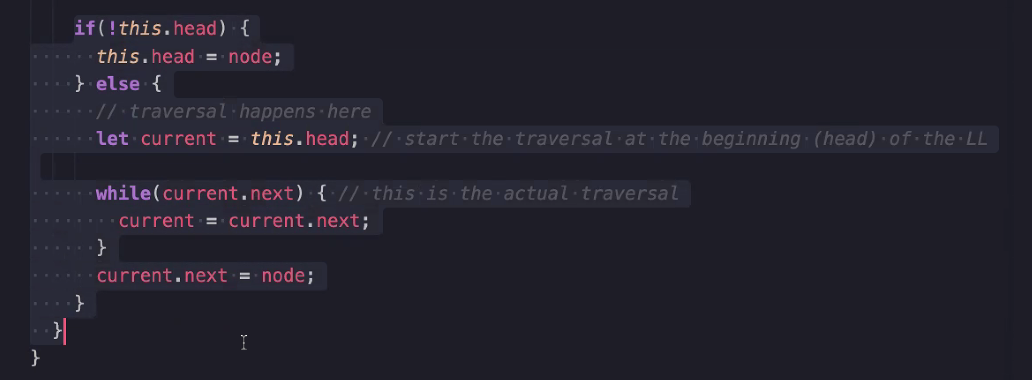 if(!this.head) {
this.head = node;
} else {
// traversal happens here
let current = this.head; // start the traversal at the beginning (head) of the LL
while(current.next) { // this is the actual traversal
current = current.next;
}
current.next = node;
}
}
}